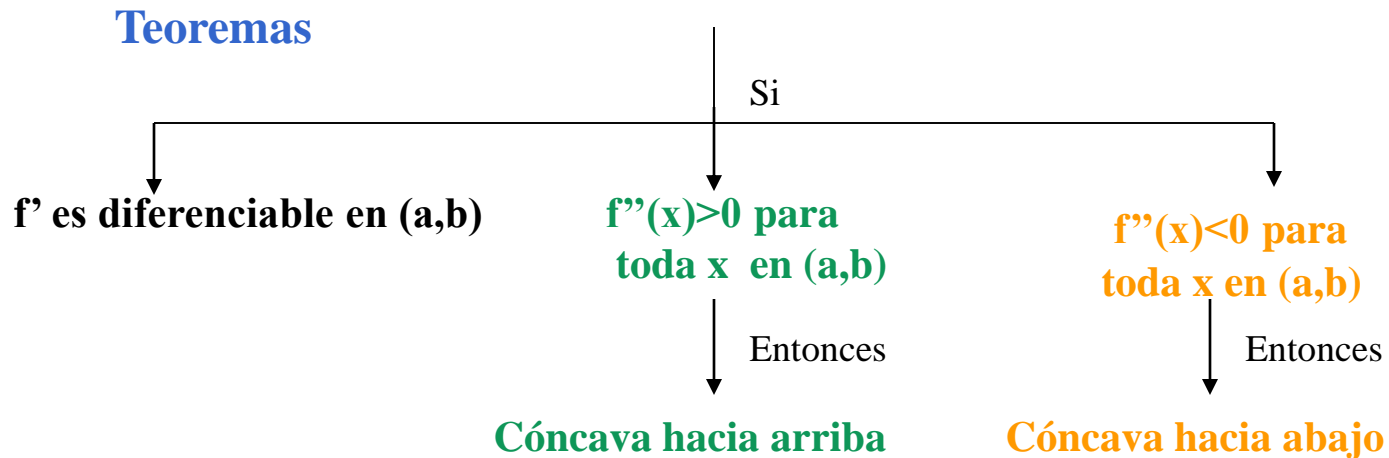 Teoremas
Si
f’ es diferenciable en (a,b)
f’’(x)>0 para
toda x en (a,b)
f’’(x)<0 para
toda x en (a,b)
Entonces
Entonces
Cóncava hacia arriba
Cóncava hacia abajo